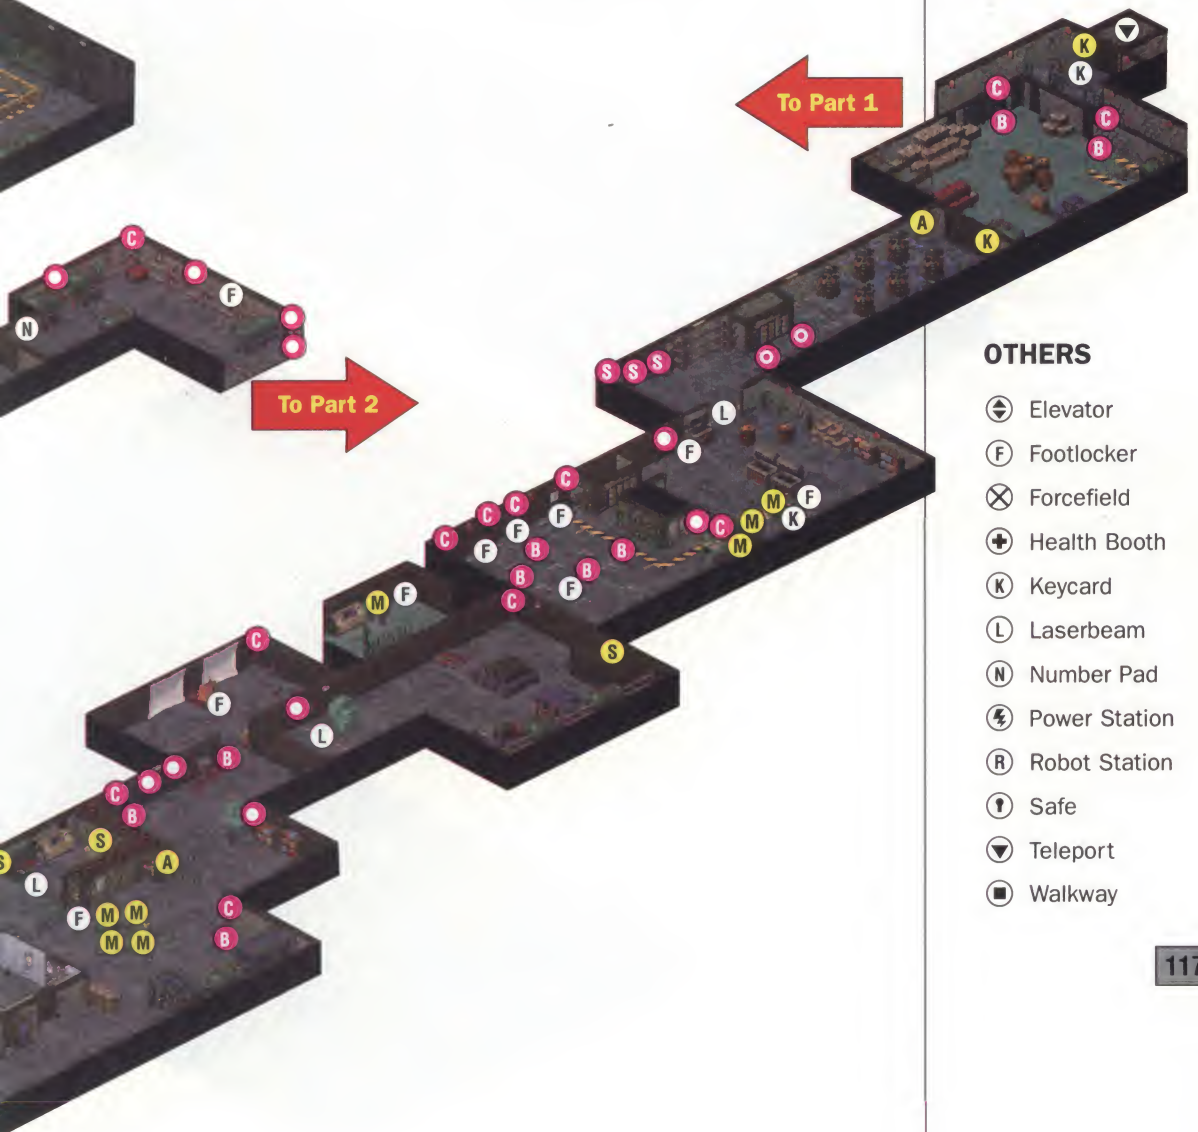 To Part 1
To Part 2
K
K
C
B
C
B
A
K
S
S
S
L
F
C
C
C
C
F
F
F
B
B
B
B
F
C
C
M
M
M
K
F
M
F
S
C
F
L
B
C
B
S
S
A
L
F
M
M
M
M
C
B
C
F
N
OTHERS
Elevator
F Footlocker
Forcefield
Health Booth
K Keycard
L Laserbeam
N Number Pad
Power Station
R Robot Station
Safe
Teleport
Walkway
117